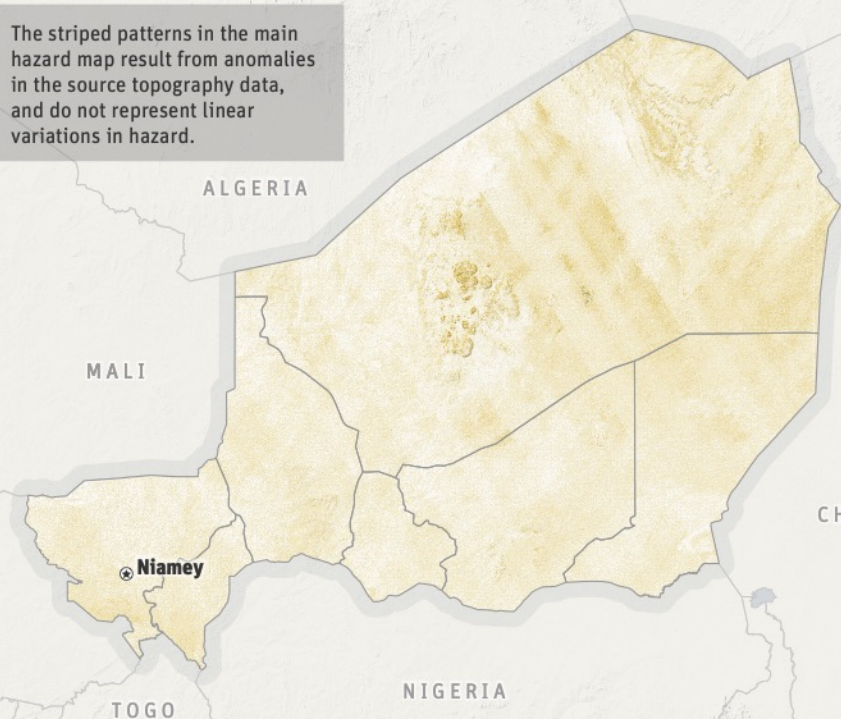 The striped patterns in the main
hazard map result from anomalies
in the source topography data,
and do not represent linear
variations in hazard.
ALGERIA
MALI
CH
Niamey
NIGERIA
TOGO